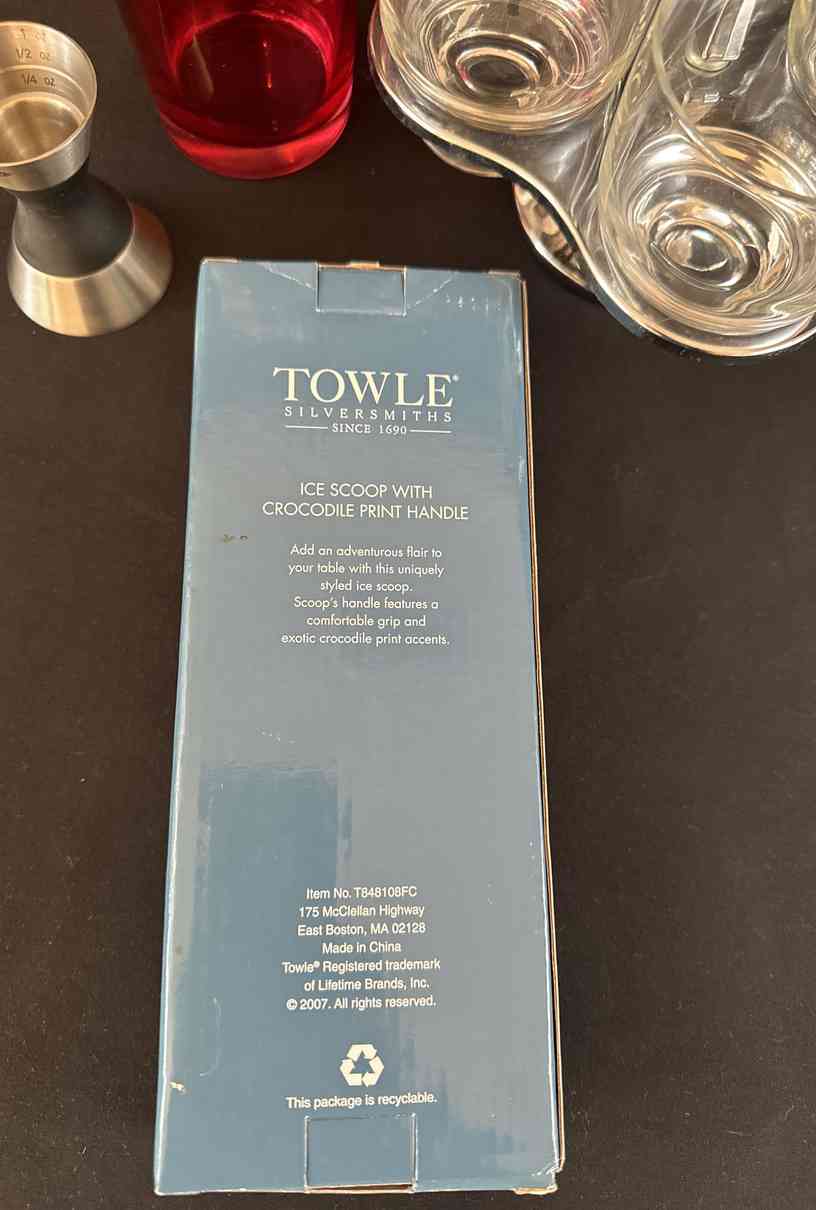 1 oz
1/2 oz
1/4 oz
TOWLE®
SILVERSMITHS
SINCE 1690
ICE SCOOP WITH
CROCODILE PRINT HANDLE
Add an adventurous flair to
your table with this uniquely
styled ice scoop.
Scoop's handle features a
comfortable grip and
exotic crocodile print accents.
Item No. T848108FC
175 McClellan Highway
East Boston, MA 02128
Made in China
Towle® Registered trademark
of Lifetime Brands, Inc.
© 2007. All rights reserved.
This package is recyclable.